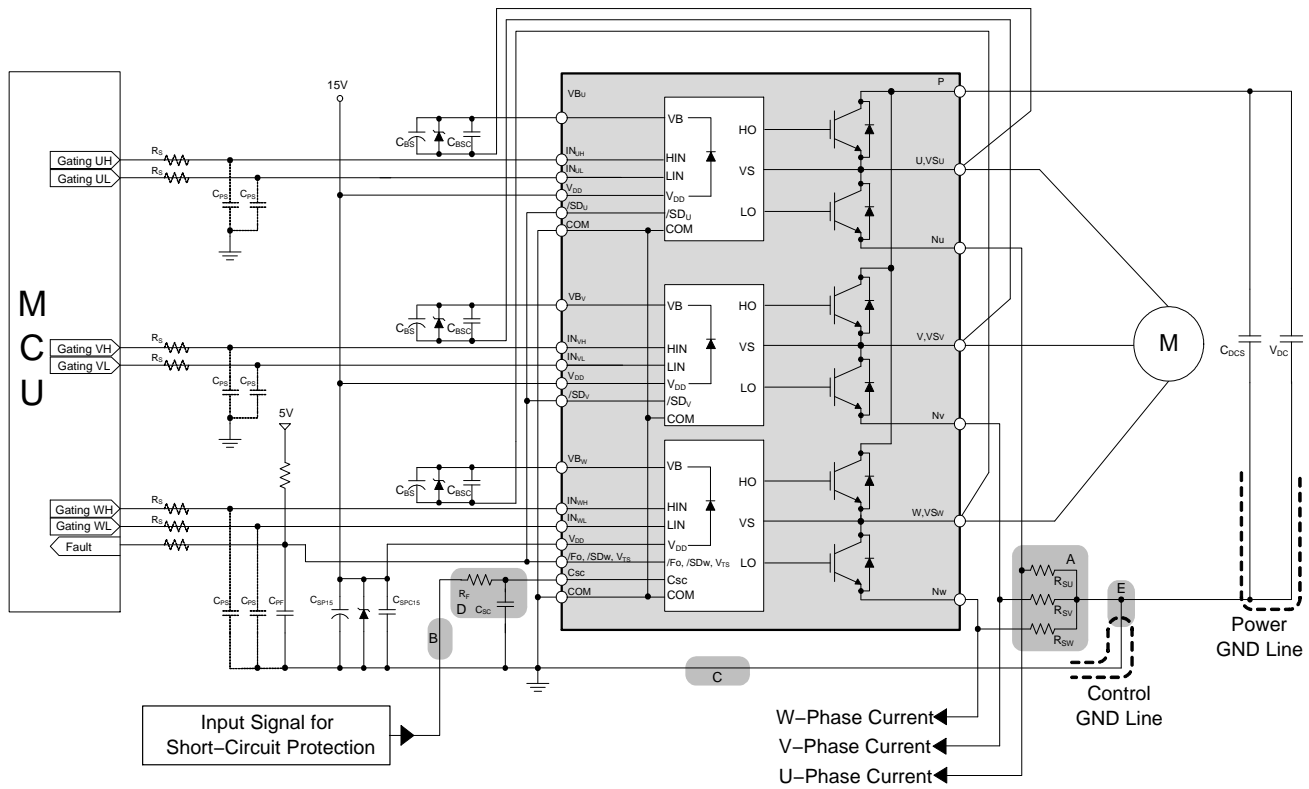 MCU
15V
5V
Gating UH
Gating UL
Gating VH
Gating VL
Gating WH
Gating WL
Fault
RS
RS
CPS
CPS
RS
RS
CPS
CPS
RS
RS
CPS
CPS
CPF
CSP15
CSPC15
CBS
CBSC
CBS
CBSC
CBS
CBSC
RF
D
CSC
B
C
VBU
INUH
INUL
VDD
/SDU
COM
VB
HIN
LIN
VDD
/SDU
COM
HO
VS
LO
VBV
INVH
INVL
VDD
/SDV
VB
HIN
LIN
VDD
/SDV
COM
HO
VS
LO
VBW
INWH
INWL
VDD
/Fo, /SDw, VTS
Csc
COM
VB
HIN
LIN
VDD
/Fo, /SDw, VTS
Csc
COM
HO
VS
LO
P
U,VSU
Nu
V,VSV
Nv
W,VSW
Nw
M
CDCS
VDC
A
RSU
RSV
RSW
E
Power
GND Line
Control
GND Line
Input Signal for
Short–Circuit Protection
W–Phase Current
V–Phase Current
U–Phase Current